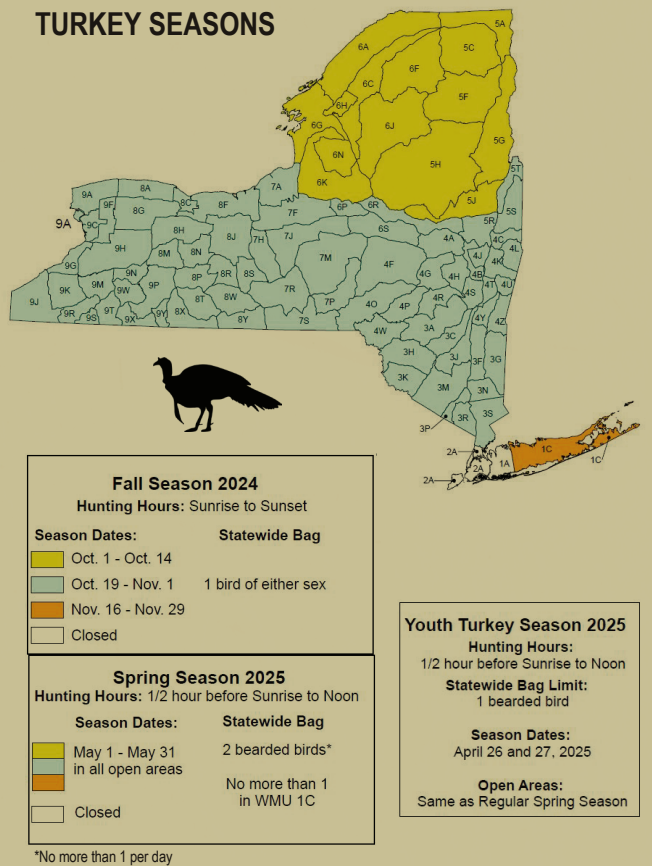 TURKEY SEASONS
5A
6A
5C
6F
6C
5F
6H
6G
6J
5G
6N
5H
6K
5T
9A
8A
7A
5J
9F
8C
8F
6P
6R
5S
9A
9C
8G
7F
5R
8H
6S
9H
8J
7H
7J
4A
4C
4L
8M
8N
7M
4J
4K
9G
4F
9N
8P
8R
8S
4G
4H
4B
9K
9M
9W
9P
7R
4T
4U
9J
8T
8W
7P
4O
4P
4R
4S
9R
9S
9T
9X
9Y
8X
8Y
7S
4Y
4Z
4W
3A
3C
3H
3J
3F
3G
3K
3M
3N
3P
3R
3S
2A
1C
2A
1A
1C
2A
Fall Season 2024
Hunting Hours: Sunrise to Sunset
Season Dates: Statewide Bag
Oct. 1 - Oct. 14
Oct. 19 - Nov. 1 1 bird of either sex
Nov. 16 - Nov. 29
Closed
Spring Season 2025
Hunting Hours: 1/2 hour before Sunrise to Noon
Season Dates: Statewide Bag
May 1 - May 31 2 bearded birds*
in all open areas
No more than 1
in WMU 1C
Closed
*No more than 1 per day
Youth Turkey Season 2025
Hunting Hours:
1/2 hour before Sunrise to Noon
Statewide Bag Limit:
1 bearded bird
Season Dates:
April 26 and 27, 2025
Open Areas:
Same as Regular Spring Season